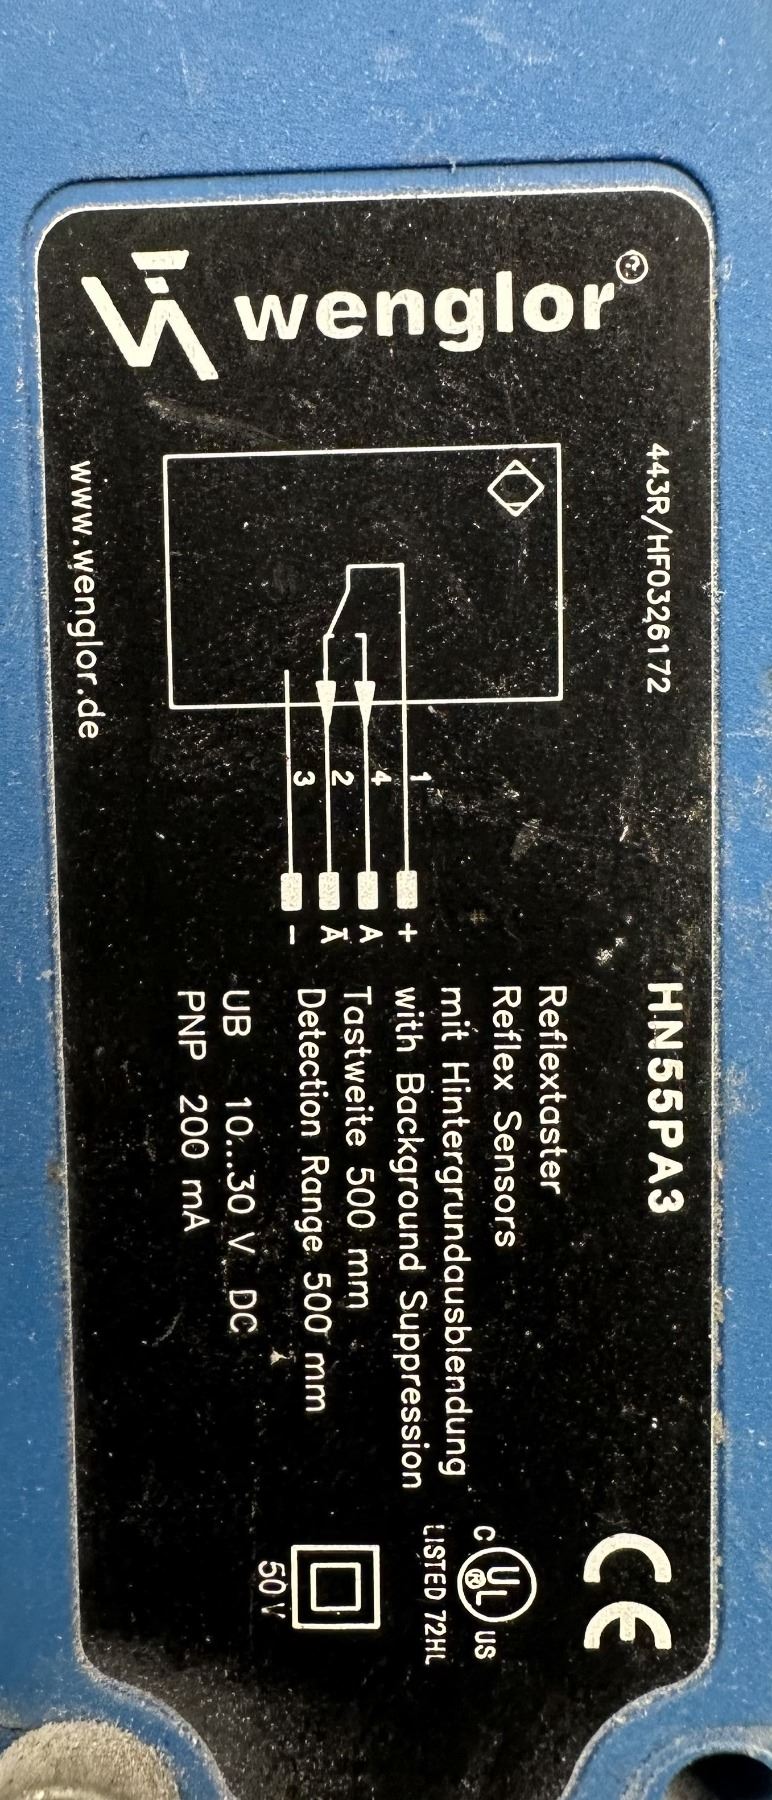 wenglor®
443R/HF0326172
www.wenglor.de
1 +
4 A
2 Ā
3 -
HN55PA3
Reflextaster
Reflex Sensors
mit Hintergrundausblendung
with Background Suppression
Tastweite 500 mm
Detection Range 500 mm
UB 10...30 V DC
PNP 200 mA
CE
C UL® US
LISTED 72HL
50V